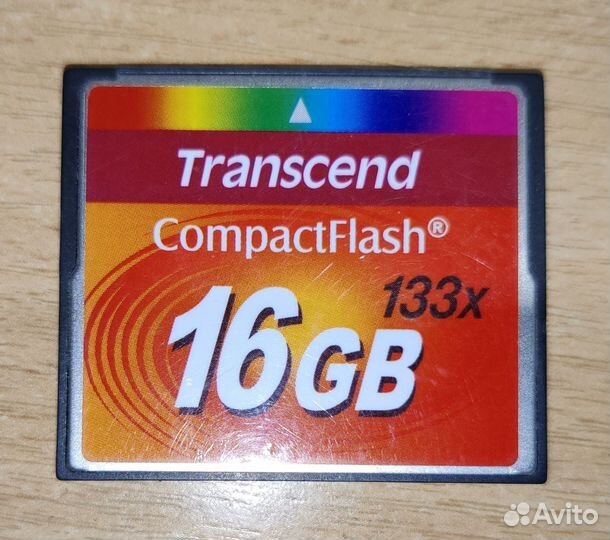 Transcend
CompactFlash®
133x
16GB
Avito